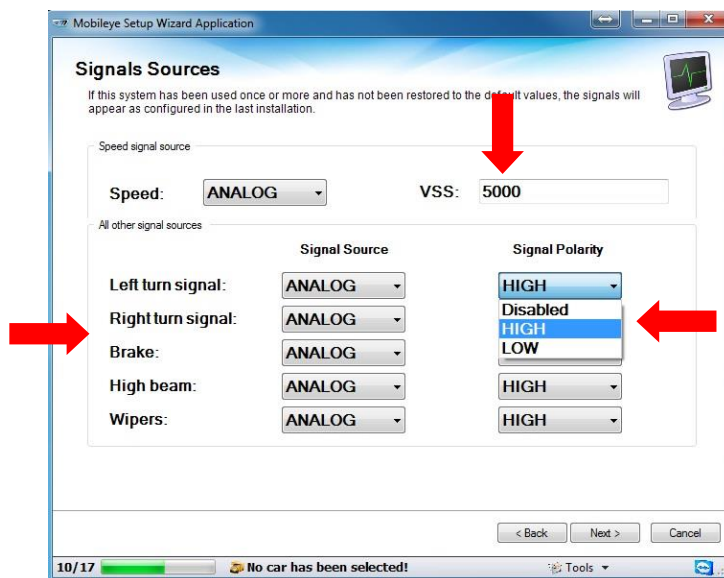 Mobileye Setup Wizard Application
Signals Sources
If this system has been used once or more and has not been restored to the default values, the signals will
appear as configured in the last installation.
Speed signal source
Speed: ANALOG VSS: 5000
All other signal sources
Signal Source Signal Polarity
Left turn signal: ANALOG HIGH
Disabled
Right turn signal: ANALOG HIGH
LOW
Brake: ANALOG
High beam: ANALOG HIGH
Wipers: ANALOG HIGH
< Back Next > Cancel
10/17 No car has been selected! Tools